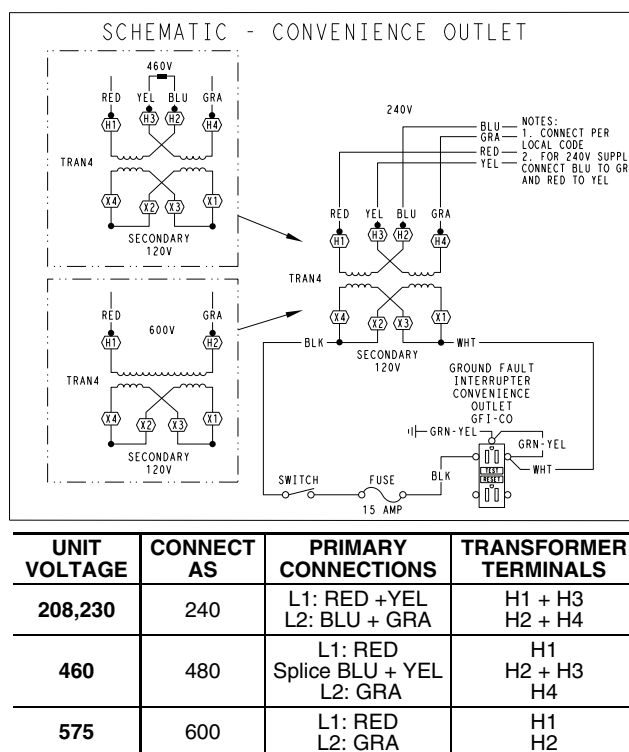 SCHEMATIC - CONVENIENCE OUTLET
460V
RED YEL BLU GRA
H1 H3 H2 H4
TRAN4
X4 X2 X3 X1
SECONDARY
120V
600V
RED GRA
H1 H2
TRAN4
X4 X2 X3 X1
SECONDARY
120V
240V
BLU
GRA
RED
YEL
NOTES:
1. CONNECT PER
LOCAL CODE
2. FOR 240V SUPPL
CONNECT BLU TO GR
AND RED TO YEL
RED YEL BLU GRA
H1 H3 H2 H4
TRAN4
X4 X2 X3 X1
BLK WHT
SECONDARY
120V
GROUND FAULT
INTERRUPTER
CONVENIENCE
OUTLET
GFI-CO
GRN-YEL
GRN-YEL
WHT
BLK
TEST
RESET
SWITCH FUSE
15 AMP
UNIT VOLTAGE CONNECT AS PRIMARY CONNECTIONS TRANSFORMER TERMINALS
208,230 240 L1: RED +YEL H1 + H3
L2: BLU + GRA H2 + H4
460 480 L1: RED H1
Splice BLU + YEL H2 + H3
L2: GRA H4
575 600 L1: RED H1
L2: GRA H2